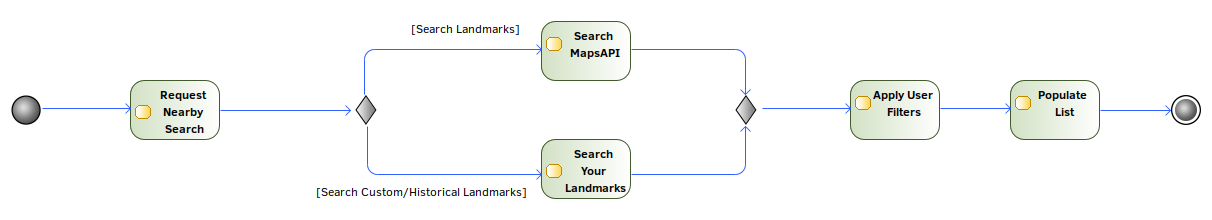 [Search Landmarks]
Search
MapsAPI
Request
Nearby
Search
Apply User
Filters
Populate
List
Search
Your
Landmarks
[Search Custom/Historical Landmarks]